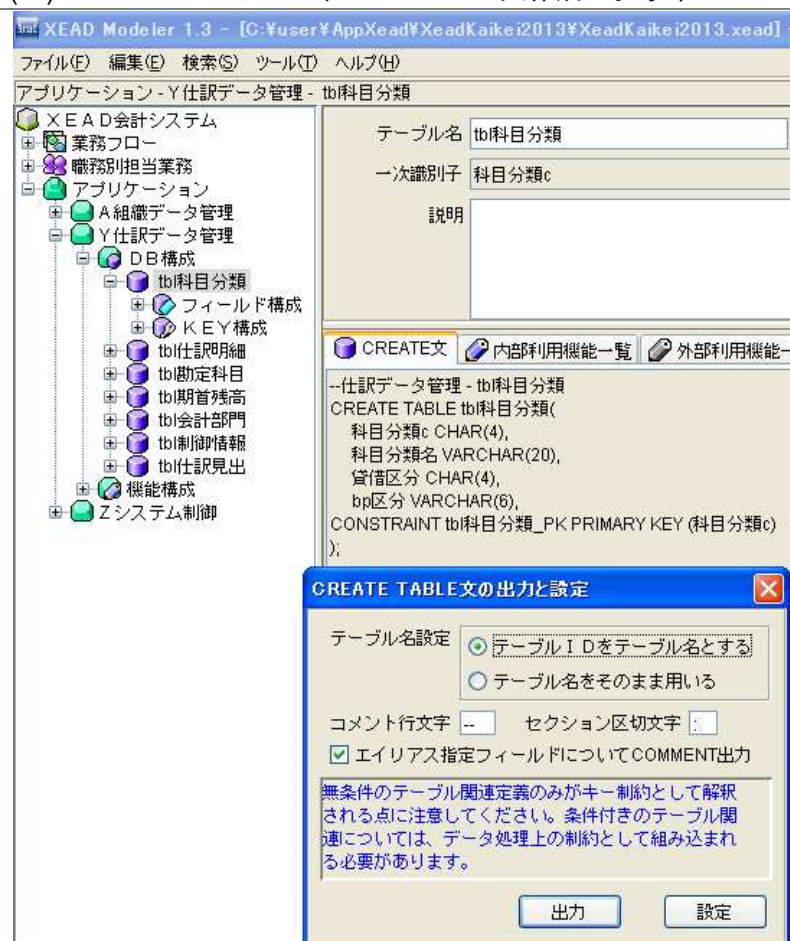 XEAD Modeler 1.3 - [C:¥user¥AppXead¥XeadKaikei2013¥XeadKaikei2013.xead]
ファイル(F) 編集(E) 検索(S) ツール(T) ヘルプ(H)
アプリケーション - Y仕訳データ管理 - tbl科目分類
XEAD会計システム
業務フロー
職務別担当業務
アプリケーション
A組織データ管理
Y仕訳データ管理
DB構成
tbl科目分類
フィールド構成
KEY構成
tbl仕訳明細
tbl勘定科目
tbl期首残高
tbl会計部門
tbl制御情報
tbl仕訳見出
機能構成
Zシステム制御
テーブル名 tbl科目分類
一次識別子 科目分類c
説明
CREATE文 内部利用機能一覧 外部利用機能一
--仕訳データ管理 - tbl科目分類
CREATE TABLE tbl科目分類(
科目分類c CHAR(4),
科目分類名 VARCHAR(20),
貸借区分 CHAR(4),
bp区分 VARCHAR(6),
CONSTRAINT tbl科目分類_PK PRIMARY KEY (科目分類c)
);
CREATE TABLE文の出力と設定
テーブル名設定
テーブルIDをテーブル名とする
テーブル名をそのまま用いる
コメント行文字 -- セクション区切文字 ;
エイリアス指定フィールドについてCOMMENT出力
無条件のテーブル関連定義のみがキー制約として解釈
される点に注意してください。条件付きのテーブル関
連については、データ処理上の制約として組み込まれ
る必要があります。
出力 設定